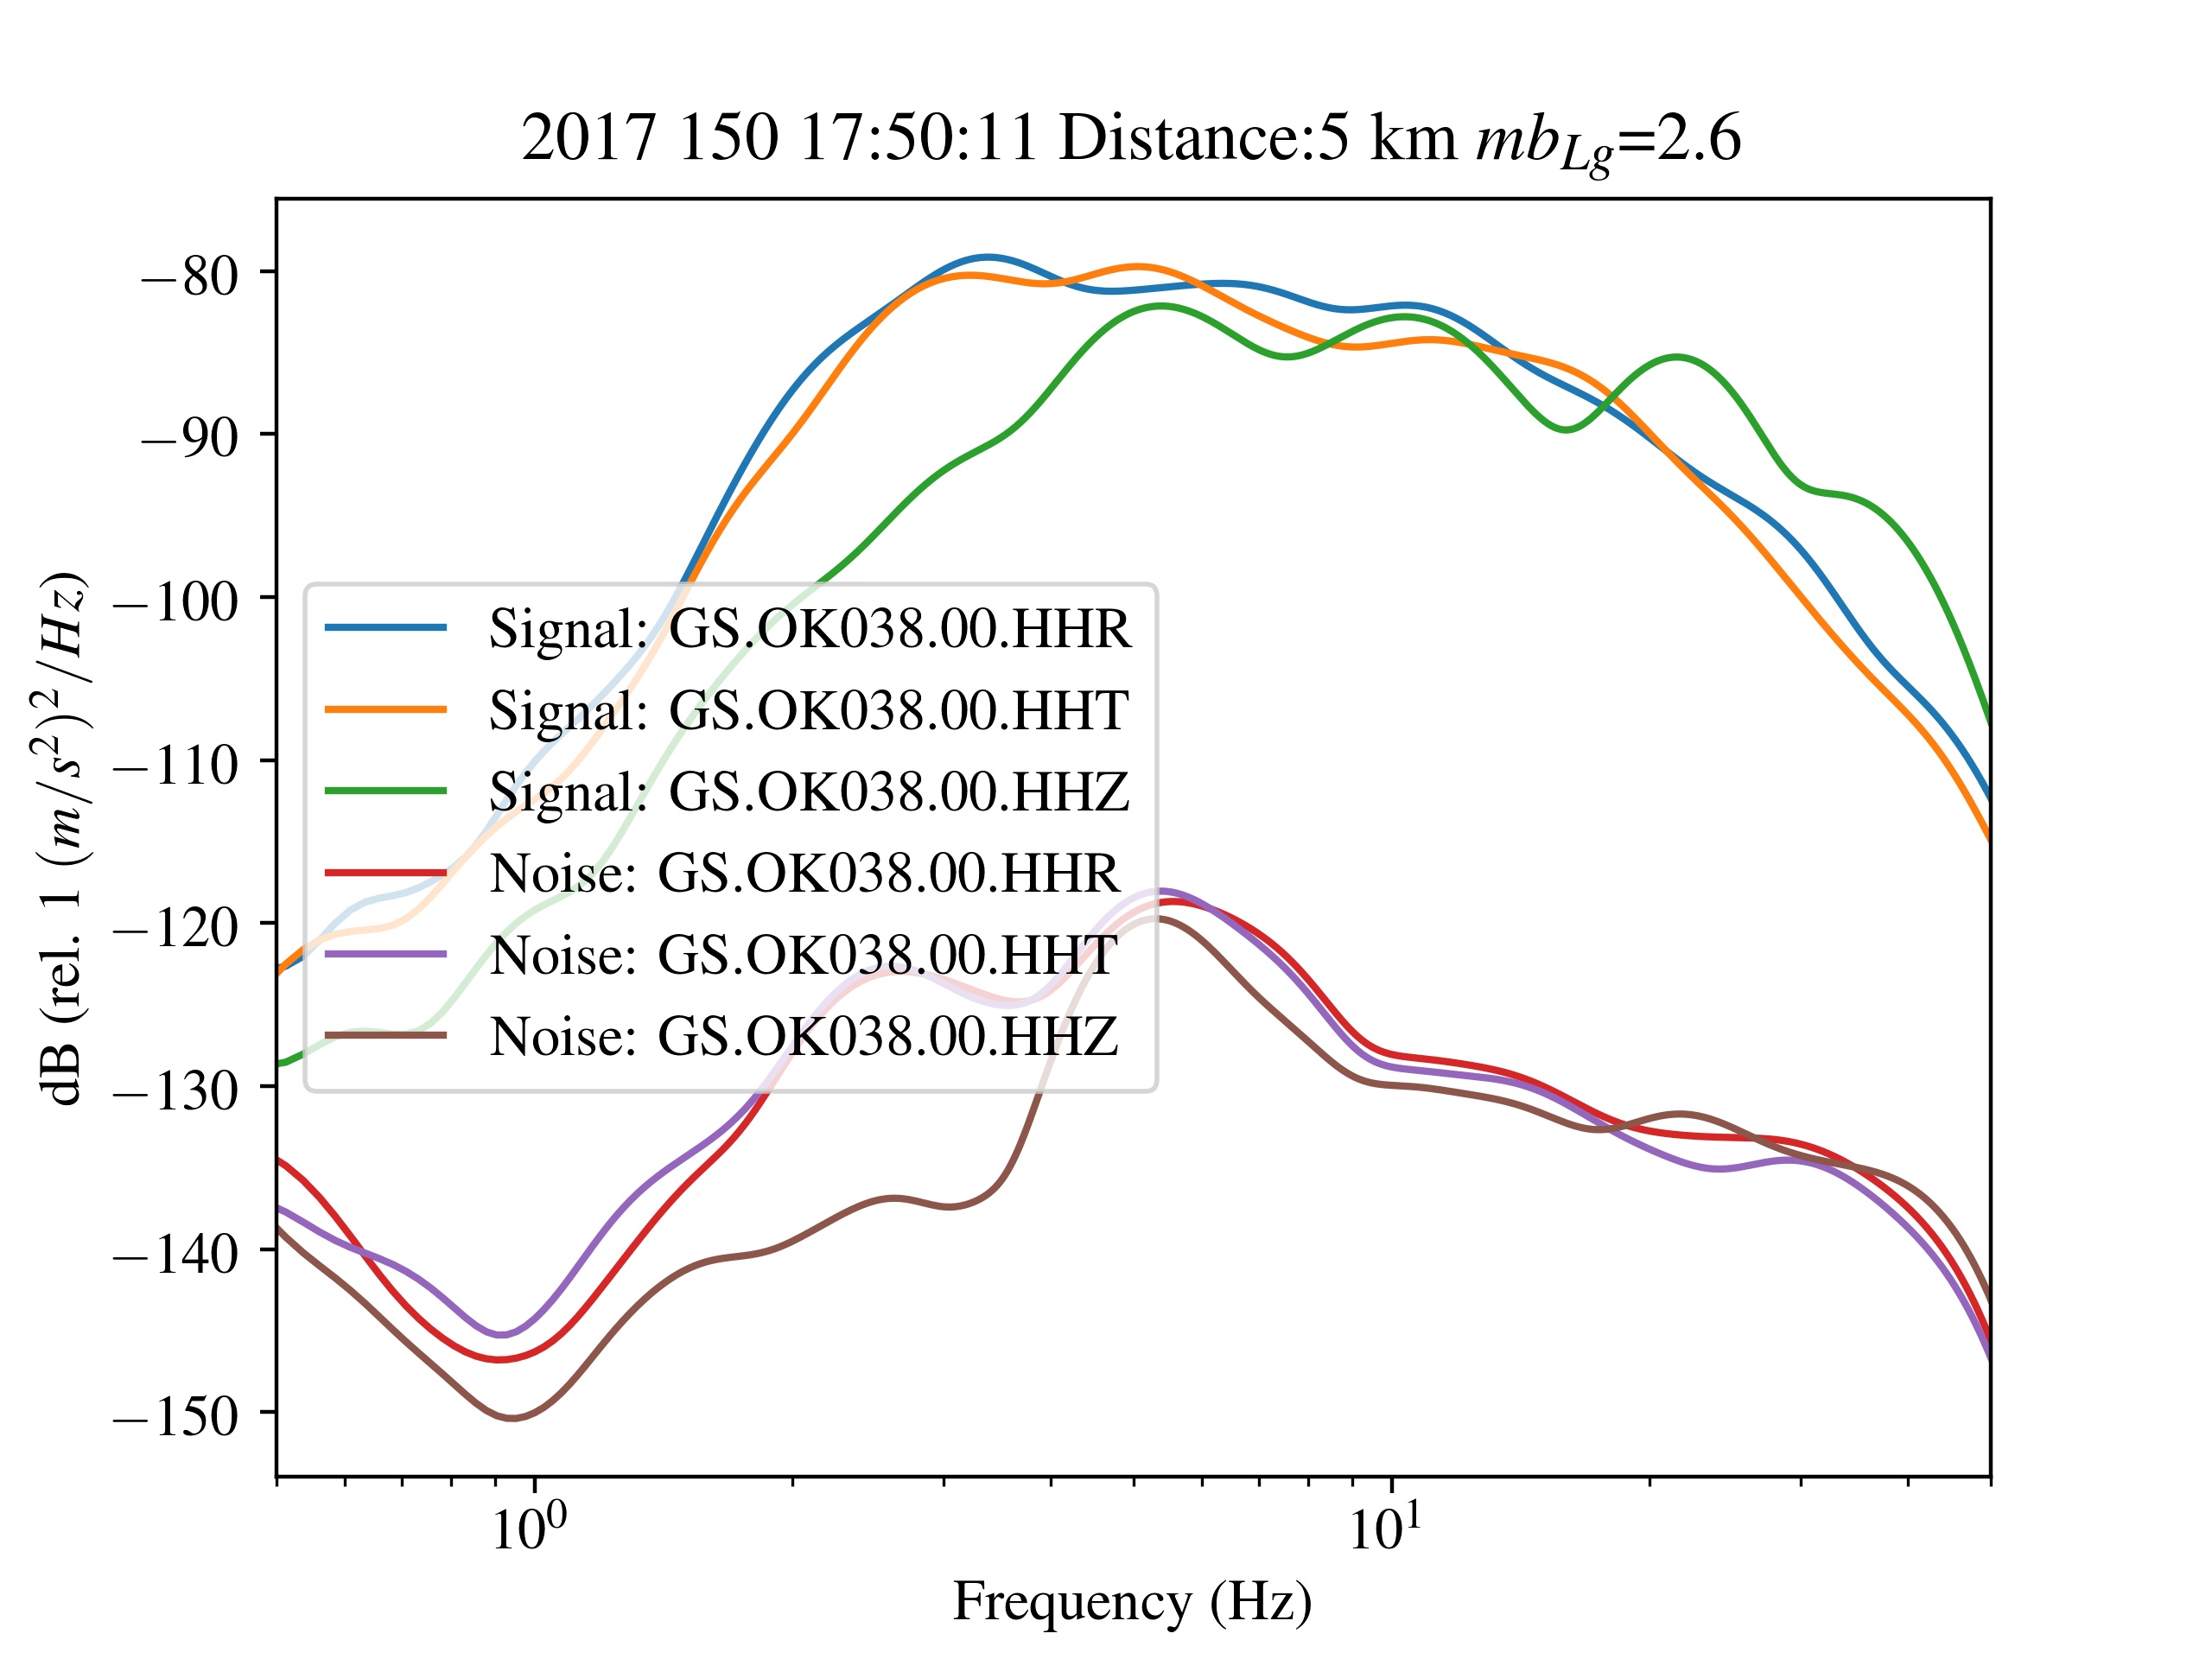 2017 150 17:50:11 Distance:5 km mb_{Lg}=2.6
dB (rel. 1 (m/s²)²/Hz)
−80
−90
−100
−110
−120
−130
−140
−150
Signal: GS.OK038.00.HHR
Signal: GS.OK038.00.HHT
Signal: GS.OK038.00.HHZ
Noise: GS.OK038.00.HHR
Noise: GS.OK038.00.HHT
Noise: GS.OK038.00.HHZ
10⁰ 10¹
Frequency (Hz)